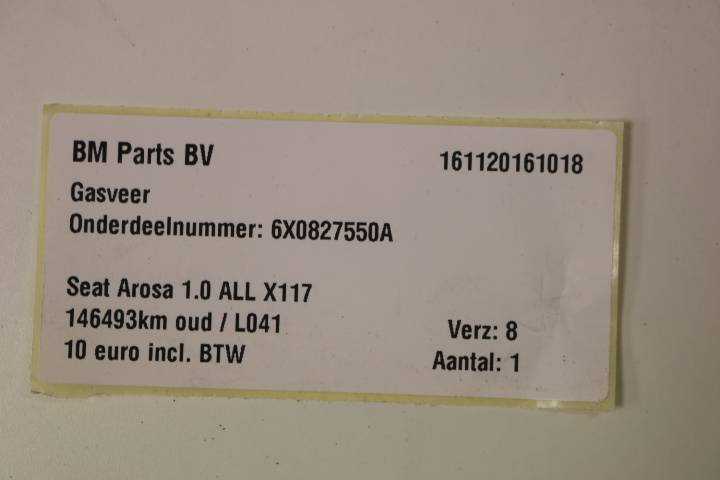 BM Parts BV 161120161018
Gasveer
Onderdeelnummer: 6X0827550A
Seat Arosa 1.0 ALL X117
146493km oud / L041 Verz: 8
10 euro incl. BTW Aantal: 1